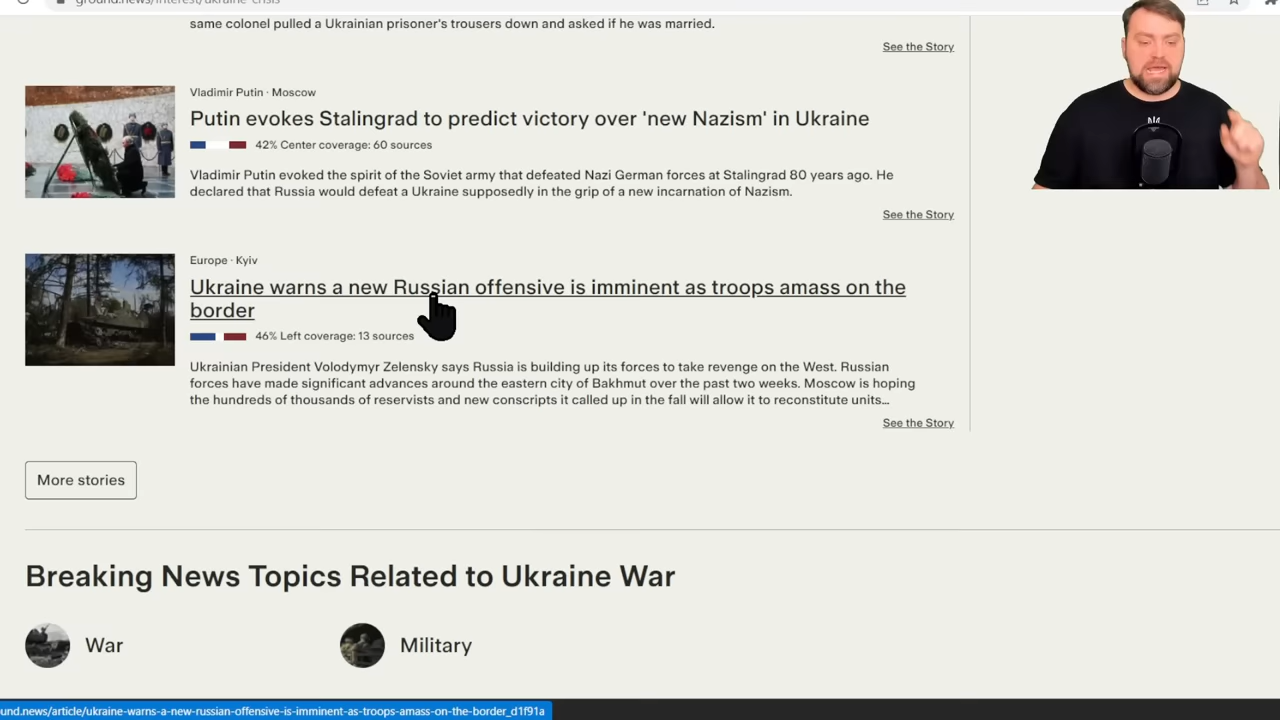 ground.news/interest/ukraine-crisis
same colonel pulled a Ukrainian prisoner's trousers down and asked if he was married.
See the Story
Vladimir Putin · Moscow
Putin evokes Stalingrad to predict victory over 'new Nazism' in Ukraine
42% Center coverage: 60 sources
Vladimir Putin evoked the spirit of the Soviet army that defeated Nazi German forces at Stalingrad 80 years ago. He
declared that Russia would defeat a Ukraine supposedly in the grip of a new incarnation of Nazism.
See the Story
Europe · Kyiv
Ukraine warns a new Russian offensive is imminent as troops amass on the
border
46% Left coverage: 13 sources
Ukrainian President Volodymyr Zelensky says Russia is building up its forces to take revenge on the West. Russian
forces have made significant advances around the eastern city of Bakhmut over the past two weeks. Moscow is hoping
the hundreds of thousands of reservists and new conscripts it called up in the fall will allow it to reconstitute units...
See the Story
More stories
Breaking News Topics Related to Ukraine War
War
Military
und.news/article/ukraine-warns-a-new-russian-offensive-is-imminent-as-troops-amass-on-the-border_d1f91a